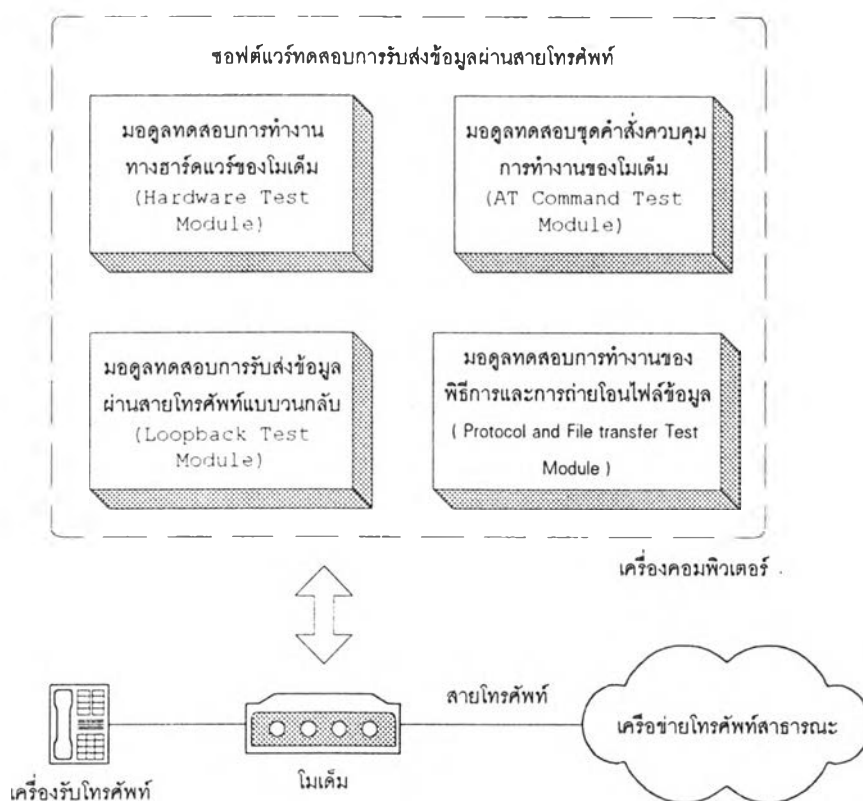 ซอฟต์แวร์ทดสอบการรับส่งข้อมูลผ่านสายโทรศัพท์
มอดูลทดสอบการทำงาน
ทางฮาร์ดแวร์ของโมเด็ม
(Hardware Test
Module)
มอดูลทดสอบชุดคำสั่งควบคุม
การทำงานของโมเด็ม
(AT Command Test
Module)
มอดูลทดสอบการรับส่งข้อมูล
ผ่านสายโทรศัพท์แบบวนกลับ
(Loopback Test
Module)
มอดูลทดสอบการทำงานของ
พิธีการและการถ่ายโอนไฟล์ข้อมูล
( Protocol and File transfer Test
Module )
เครื่องคอมพิวเตอร์
สายโทรศัพท์
เครือข่ายโทรศัพท์สาธารณะ
โมเด็ม
เครื่องรับโทรศัพท์